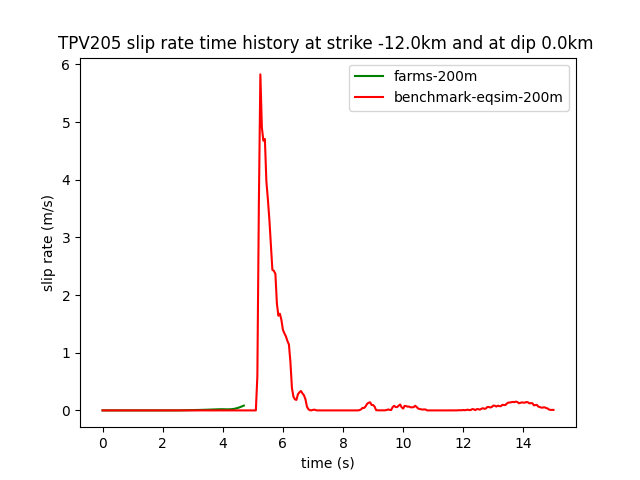 TPV205 slip rate time history at strike -12.0km and at dip 0.0km
farms-200m
benchmark-eqsim-200m
6
5
4
3
2
1
0
slip rate (m/s)
0 2 4 6 8 10 12 14
time (s)